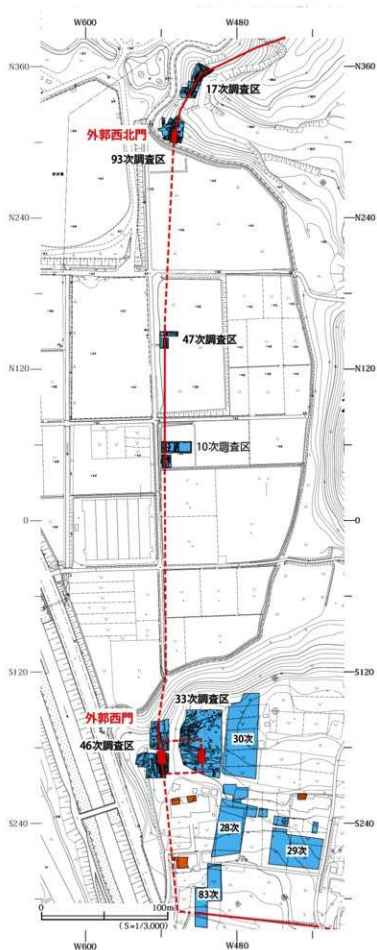 W600 W480
N360 N360
17次調査区
外郭西北門
93次調査区
N240 N240
47次調査区
N120 N120
10次調査区
0 0
S120 S120
33次調査区
外郭西門
46次調査区
30次
S240 S240
28次
29次
83次
0 100m
(S=1/3,000)
W600 W480